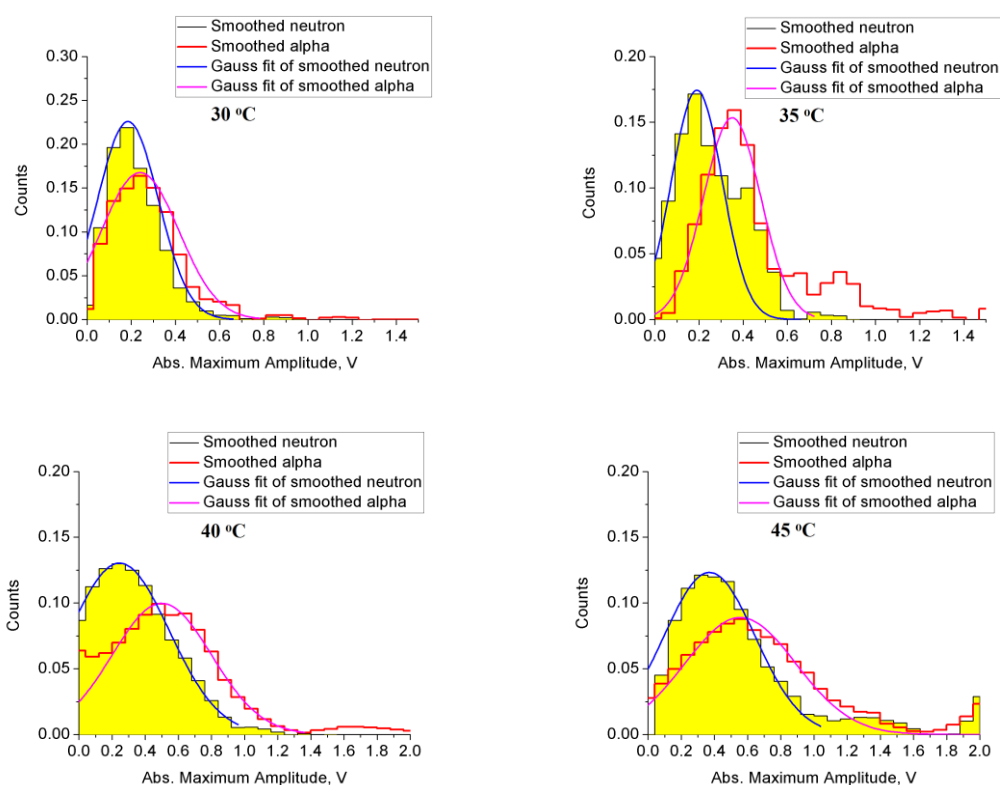 Smoothed neutron
Smoothed alpha
Gauss fit of smoothed neutron
Gauss fit of smoothed alpha
30 °C
0.30
0.25
0.20
0.15
0.10
0.05
0.00
Counts
0.0 0.2 0.4 0.6 0.8 1.0 1.2 1.4
Abs. Maximum Amplitude, V
Smoothed neutron
Smoothed alpha
Gauss fit of smoothed neutron
Gauss fit of smoothed alpha
35 °C
0.20
0.15
0.10
0.05
0.00
Counts
0.0 0.2 0.4 0.6 0.8 1.0 1.2 1.4
Abs. Maximum Amplitude, V
Smoothed neutron
Smoothed alpha
Gauss fit of smoothed neutron
Gauss fit of smoothed alpha
40 °C
0.20
0.15
0.10
0.05
0.00
Counts
0.0 0.2 0.4 0.6 0.8 1.0 1.2 1.4 1.6 1.8 2.0
Abs. Maximum Amplitude, V
Smoothed neutron
Smoothed alpha
Gauss fit of smoothed neutron
Gauss fit of smoothed alpha
45 °C
0.20
0.15
0.10
0.05
0.00
Counts
0.0 0.2 0.4 0.6 0.8 1.0 1.2 1.4 1.6 1.8 2.0
Abs. Maximum Amplitude, V